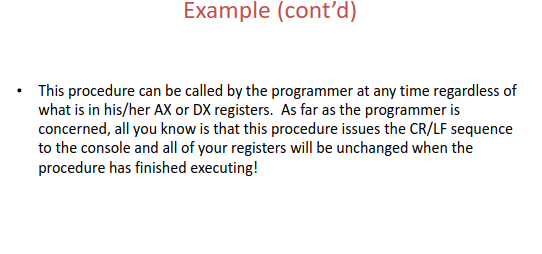 Example (cont’d)
• This procedure can be called by the programmer at any time regardless of
what is in his/her AX or DX registers.  As far as the programmer is
concerned, all you know is that this procedure issues the CR/LF sequence
to the console and all of your registers will be unchanged when the
procedure has finished executing!